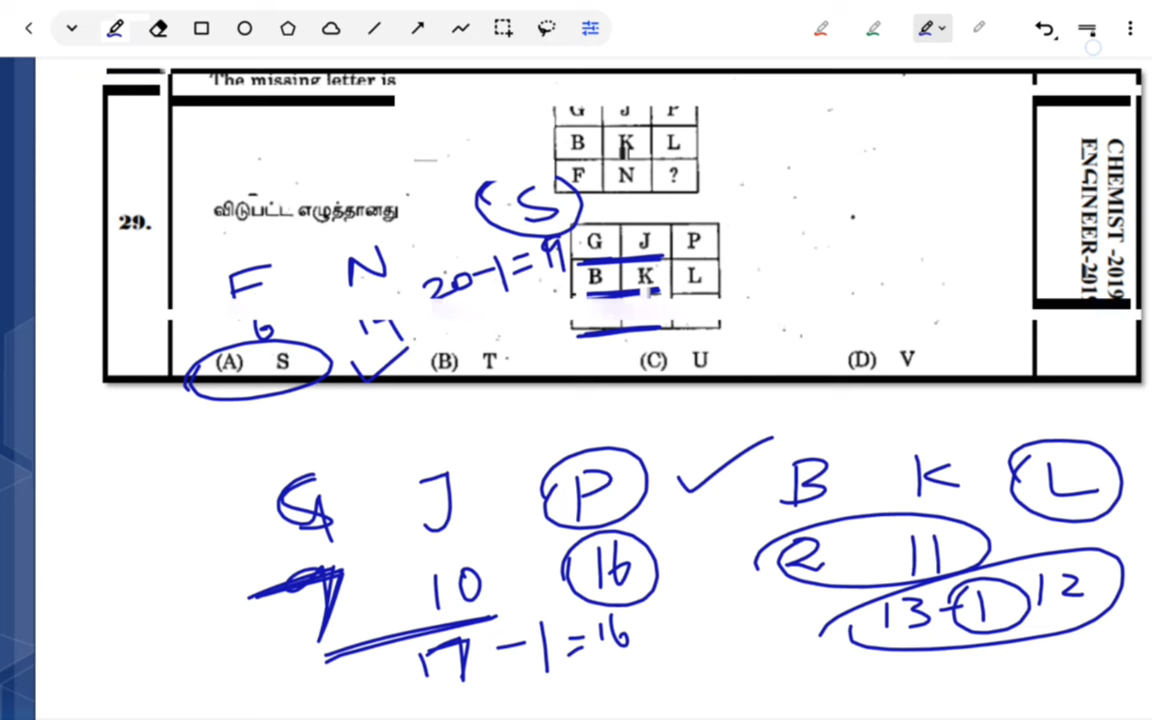 The missing letter is
G J P
B K L
F N ?
29.
விடுபட்ட எழுத்தானது
S
G J P
B K L
F N 20-1=19
6 14
(A) S (B) T (C) U (D) V
CHEMIST -2019
ENGINEER-2019
G J P B K L
7 10 16 2 11
13-1 12
17-1=16